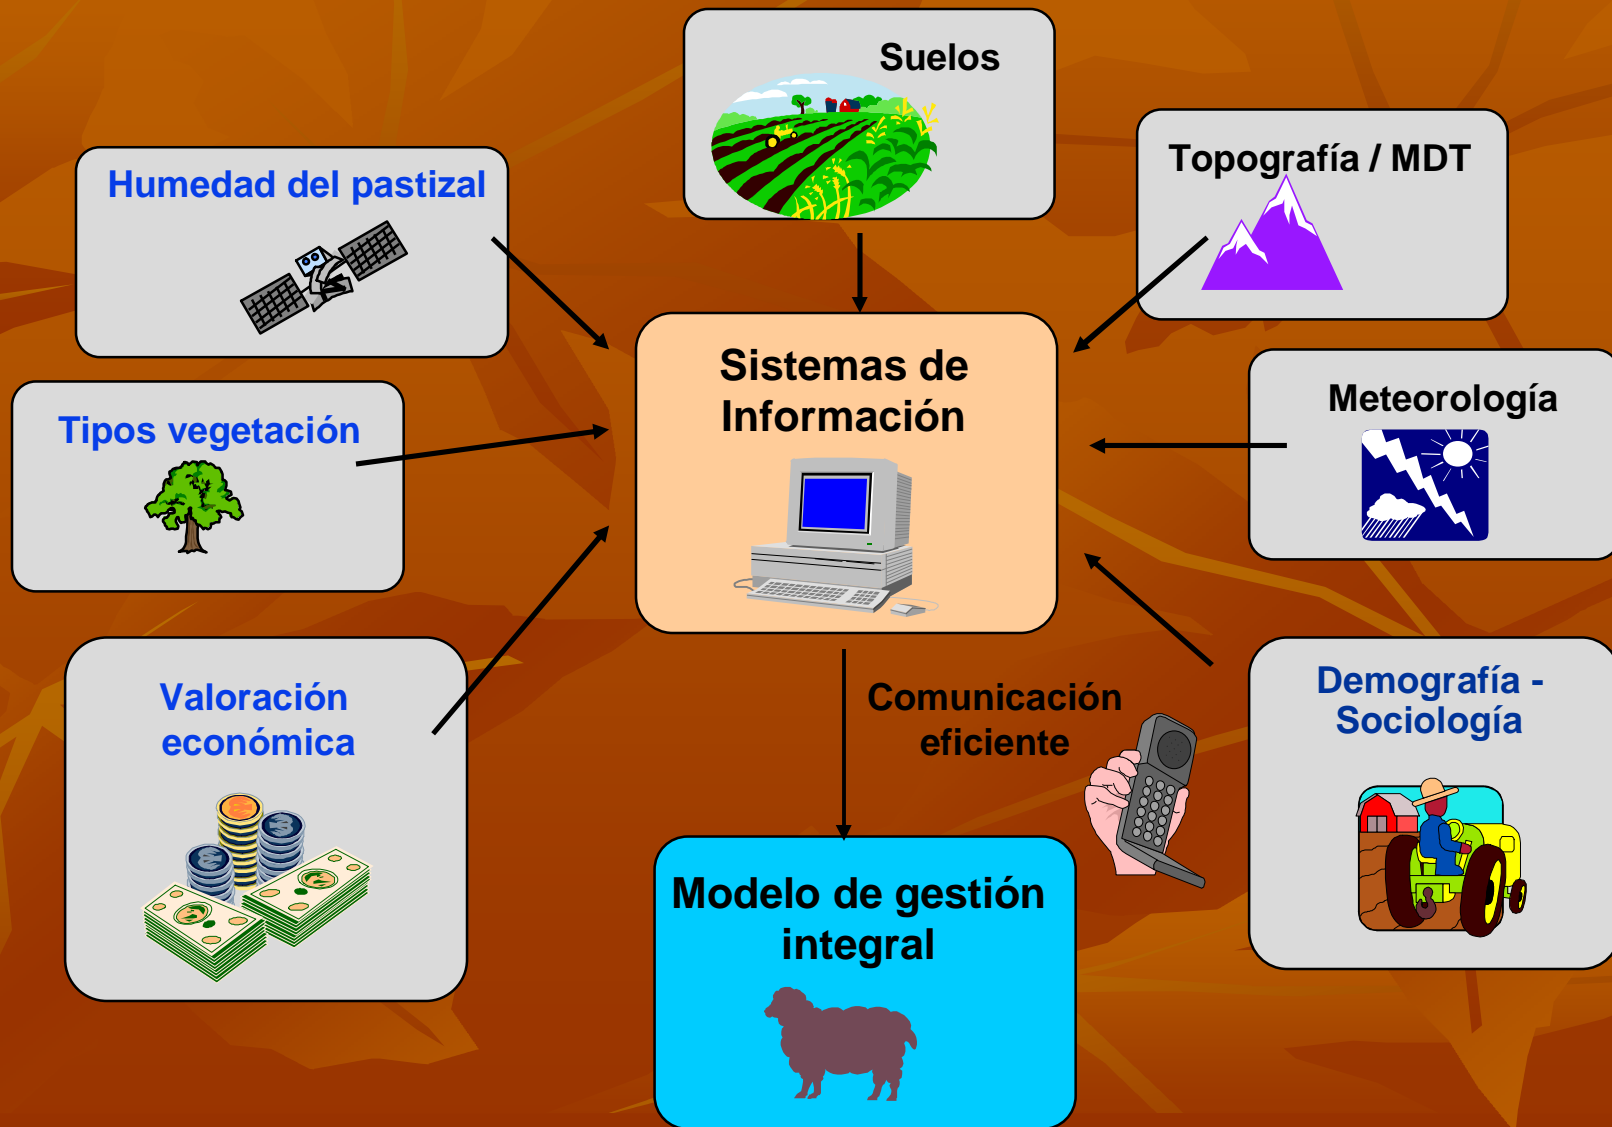 Suelos
Topografía / MDT
Humedad del pastizal
Sistemas de
Información
Meteorología
Tipos vegetación
Valoración
económica
Comunicación
eficiente
Demografía -
Sociología
Modelo de gestión
integral